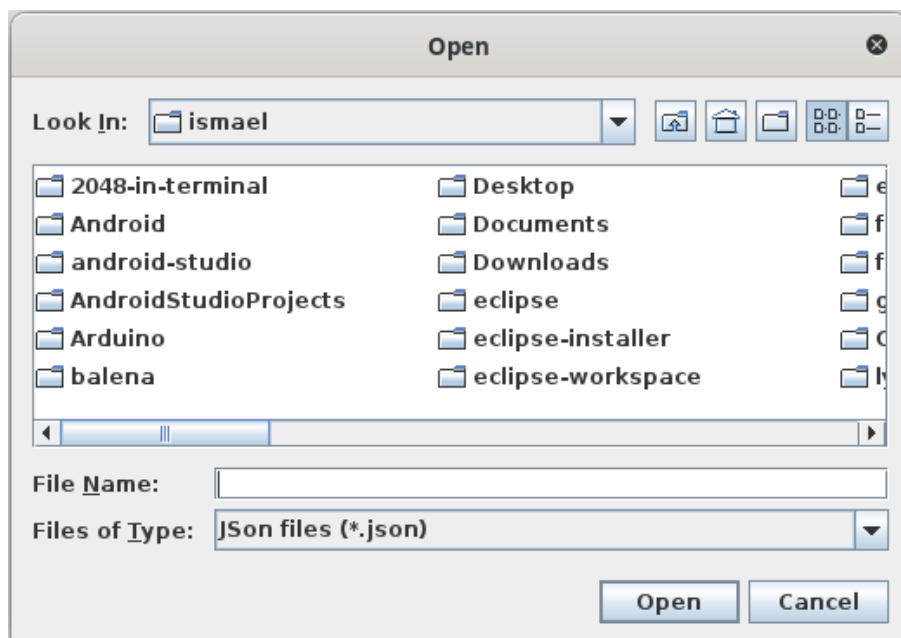 Open
Look In: ismael
2048-in-terminal
Android
android-studio
AndroidStudioProjects
Arduino
balena
Desktop
Documents
Downloads
eclipse
eclipse-installer
eclipse-workspace
File Name:
Files of Type: JSon files (*.json)
Open Cancel